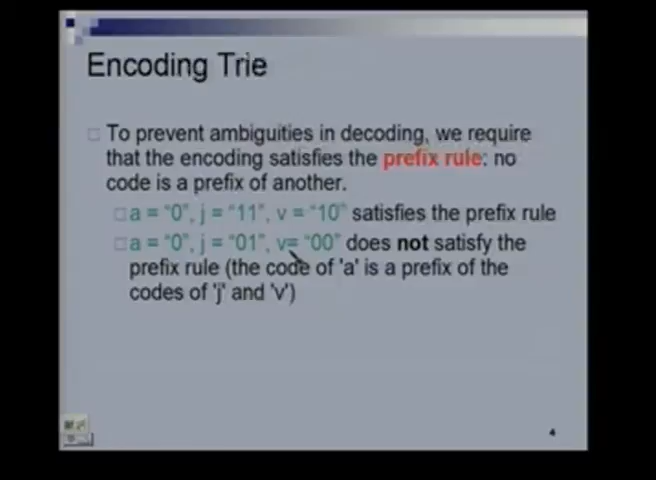 Encoding Trie
To prevent ambiguities in decoding, we require
that the encoding satisfies the prefix rule: no
code is a prefix of another.
a = "0", j = "11", v = "10" satisfies the prefix rule
a = "0", j = "01", v= "00" does not satisfy the
prefix rule (the code of 'a' is a prefix of the
codes of 'j' and 'v')
4